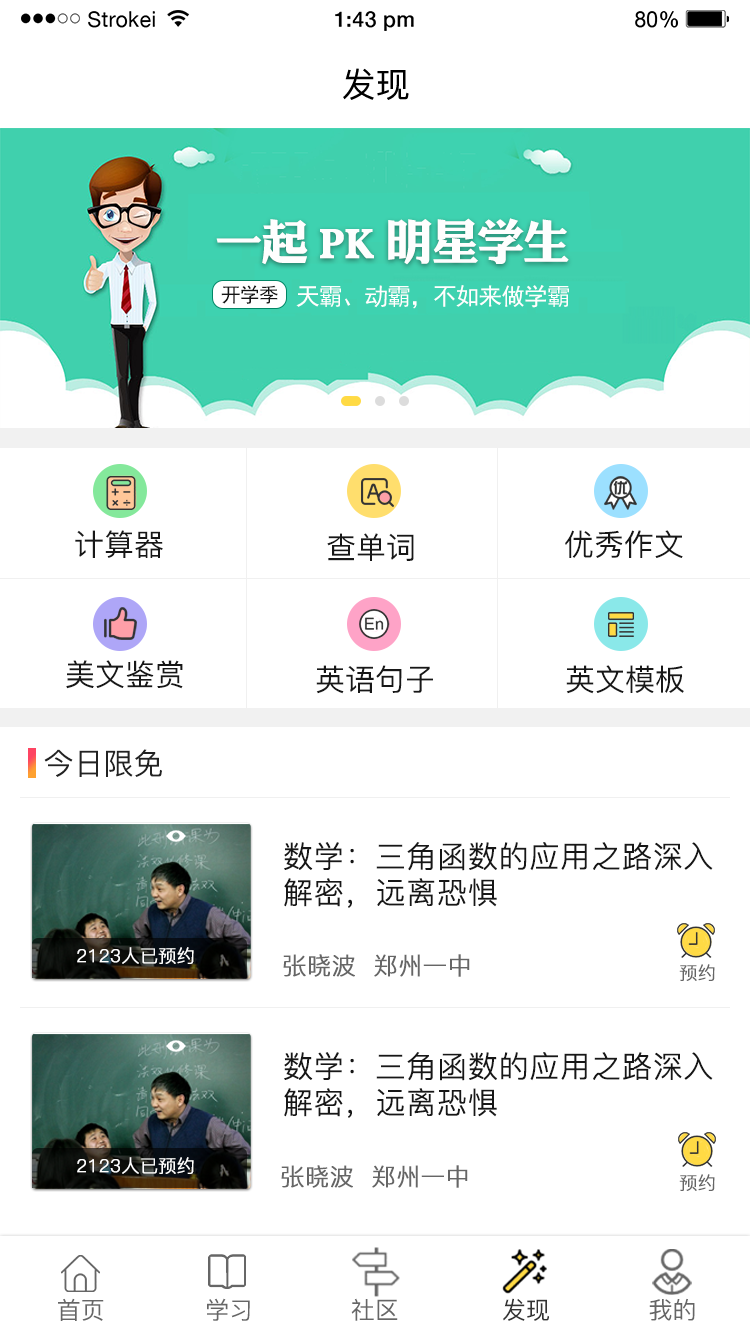 Strokei 1:43 pm 80%
发现
一起 PK 明星学生
开学季 天霸、动霸，不如来做学霸
计算器 查单词 优秀作文
美文鉴赏 英语句子 英文模板
今日限免
数学：三角函数的应用之路深入
解密，远离恐惧
2123人已预约
张晓波 郑州一中
预约
数学：三角函数的应用之路深入
解密，远离恐惧
2123人已预约
张晓波 郑州一中
预约
首页 学习 社区 发现 我的